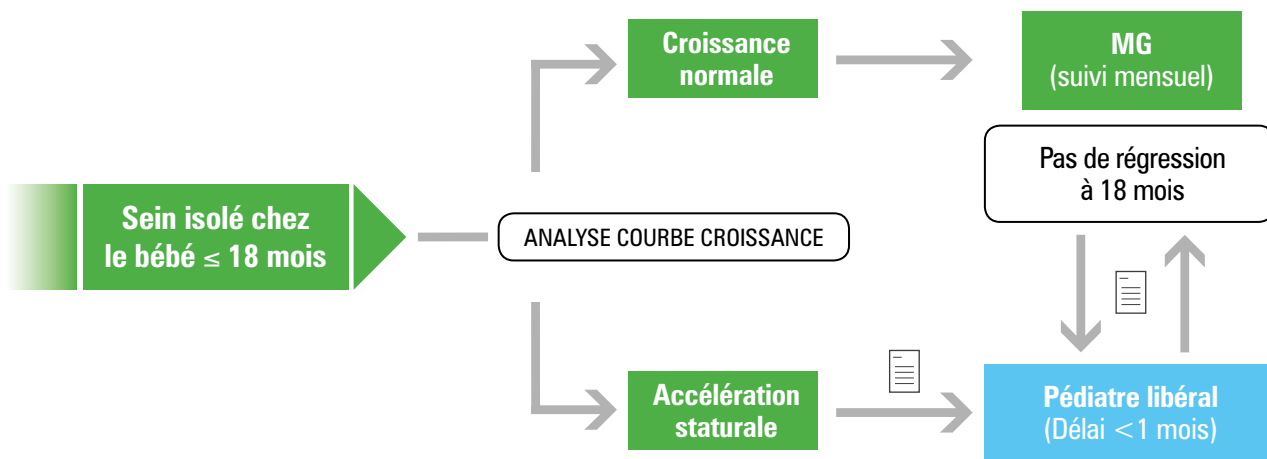 Sein isolé chez
le bébé ≤ 18 mois
ANALYSE COURBE CROISSANCE
Croissance
normale
MG
(suivi mensuel)
Pas de régression
à 18 mois
Accélération
staturale
Pédiatre libéral
(Délai <1 mois)